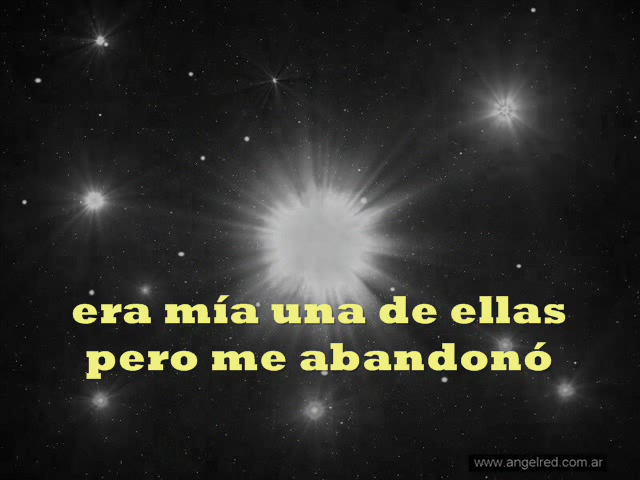 era mía una de ellas
pero me abandonó
www.angelred.com.ar